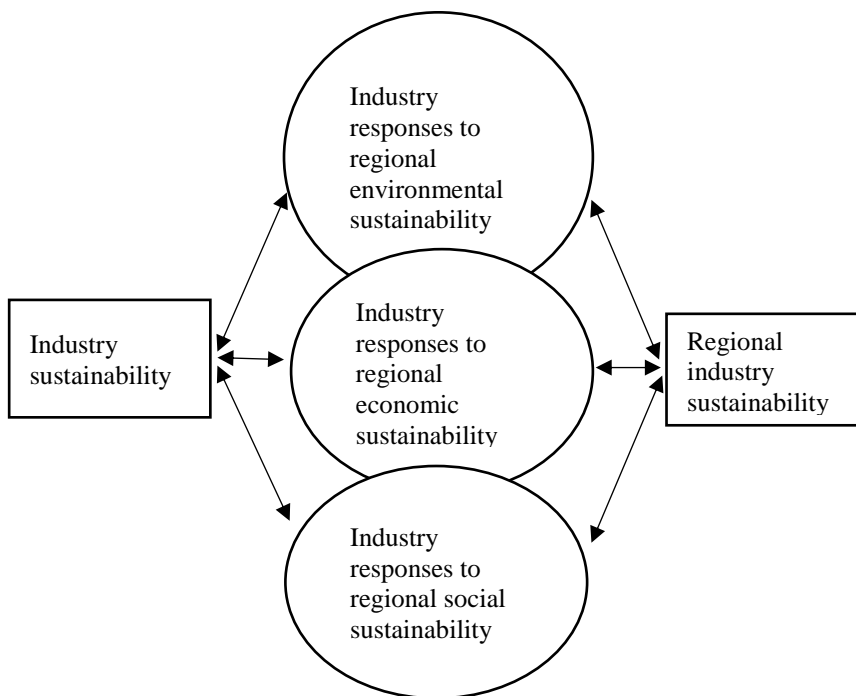 Industry
responses to
regional
environmental
sustainability
Industry
sustainability
Industry
responses to
regional
economic
sustainability
Regional
industry
sustainability
Industry
responses to
regional social
sustainability